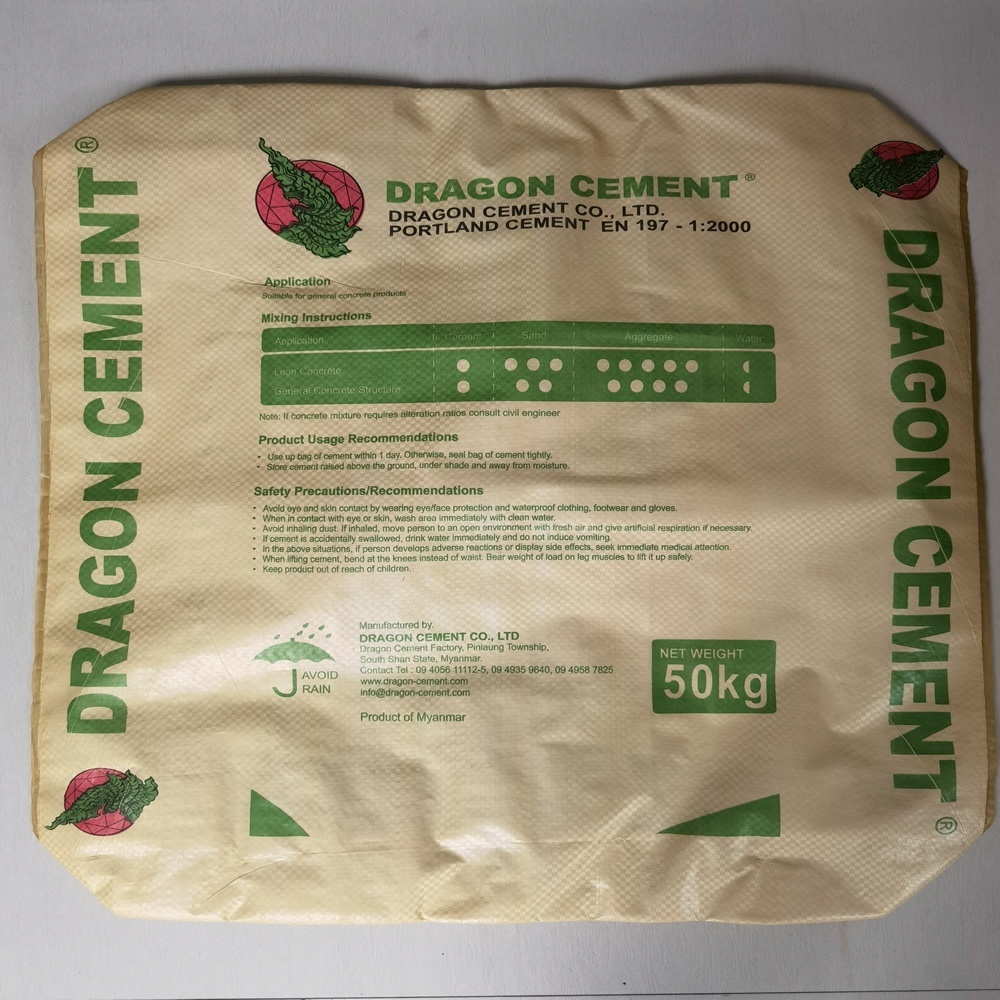 DRAGON CEMENT®
DRAGON CEMENT®
DRAGON CEMENT CO., LTD.
PORTLAND CEMENT EN 197 - 1:2000
Application
Suitable for general concrete products
Mixing Instructions
Application Cement Sand Aggregate Water
Lean Concrete
General Concrete Structure
Note: If concrete mixture requires alteration ratios consult civil engineer
Product Usage Recommendations
• Use up bag of cement within 1 day. Otherwise, seal bag of cement tightly.
• Store cement raised above the ground, under shade and away from moisture.
Safety Precautions/Recommendations
• Avoid eye and skin contact by wearing eye/face protection and waterproof clothing, footwear and gloves.
• When in contact with eye or skin, wash area immediately with clean water.
• Avoid inhaling dust. If inhaled, move person to an open environment with fresh air and give artificial respiration if necessary.
• If cement is accidentally swallowed, drink water immediately and do not induce vomiting.
• In the above situations, if person develops adverse reactions or display side effects, seek immediate medical attention.
• When lifting cement, bend at the knees instead of waist. Bear weight of load on leg muscles to lift it up safely.
• Keep product out of reach of children.
AVOID
RAIN
Manufactured by.
DRAGON CEMENT CO., LTD
Dragon Cement Factory, Pinlaung Township,
South Shan State, Myanmar.
Contact Tel : 09 4056 11112-5, 09 4935 9640, 09 4958 7825
www.dragon-cement.com
info@dragon-cement.com
Product of Myanmar
NET WEIGHT
50kg
DRAGON CEMENT®